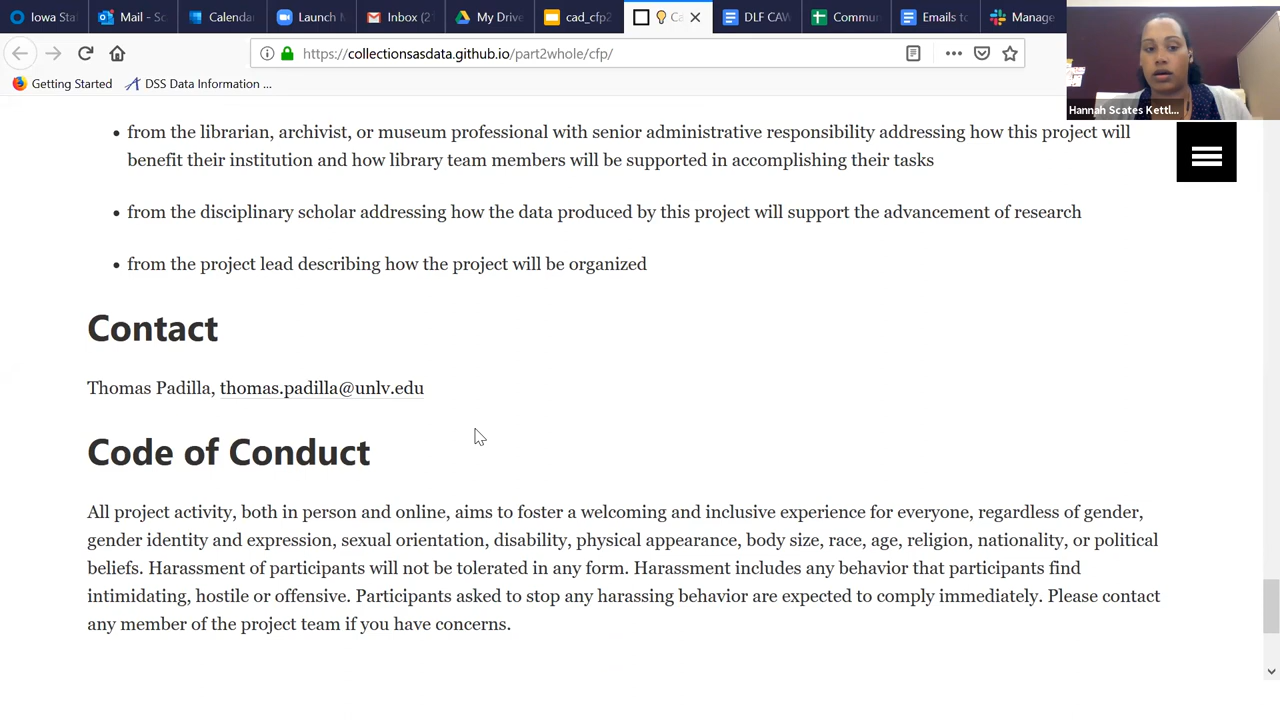 Iowa Sta
Mail - Sc
Calenda
Launch M
Inbox (2
My Drive
cad_cfp2
Ca
DLF CAW
Commu
Emails to
Manage
https://collectionsasdata.github.io/part2whole/cfp/
Getting Started
DSS Data Information ...
Hannah Scates Kettl...
from the librarian, archivist, or museum professional with senior administrative responsibility addressing how this project will
benefit their institution and how library team members will be supported in accomplishing their tasks
from the disciplinary scholar addressing how the data produced by this project will support the advancement of research
from the project lead describing how the project will be organized
Contact
Thomas Padilla, thomas.padilla@unlv.edu
Code of Conduct
All project activity, both in person and online, aims to foster a welcoming and inclusive experience for everyone, regardless of gender,
gender identity and expression, sexual orientation, disability, physical appearance, body size, race, age, religion, nationality, or political
beliefs. Harassment of participants will not be tolerated in any form. Harassment includes any behavior that participants find
intimidating, hostile or offensive. Participants asked to stop any harassing behavior are expected to comply immediately. Please contact
any member of the project team if you have concerns.